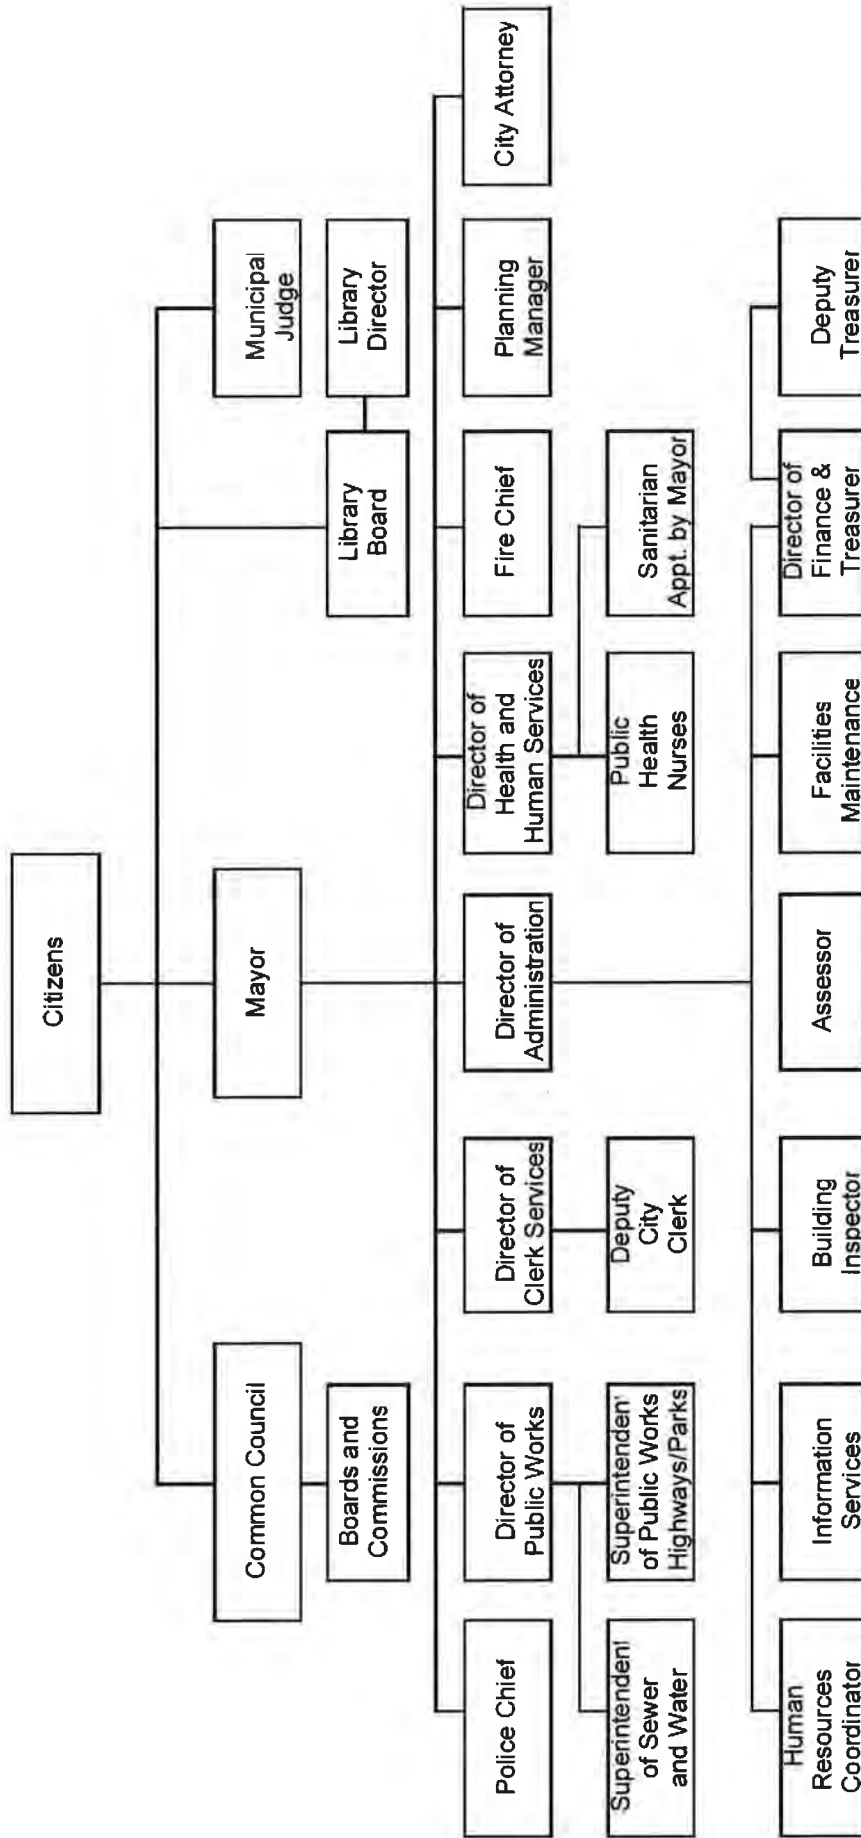 Citizens
Common Council
Mayor
Municipal
Judge
Boards and
Commissions
Library
Board
Library
Director
Police Chief
Director of
Public Works
Director of
Clerk Services
Director of
Administration
Director of
Health and
Human Services
Fire Chief
Planning
Manager
City Attorney
Superintendent
of Sewer
and Water
Superintendent
of Public Works
Highways/Parks
Deputy
City
Clerk
Public
Health
Nurses
Sanitarian
Appt. by Mayor
Human
Resources
Coordinator
Information
Services
Building
Inspector
Assessor
Facilities
Maintenance
Director of
Finance &
Treasurer
Deputy
Treasurer